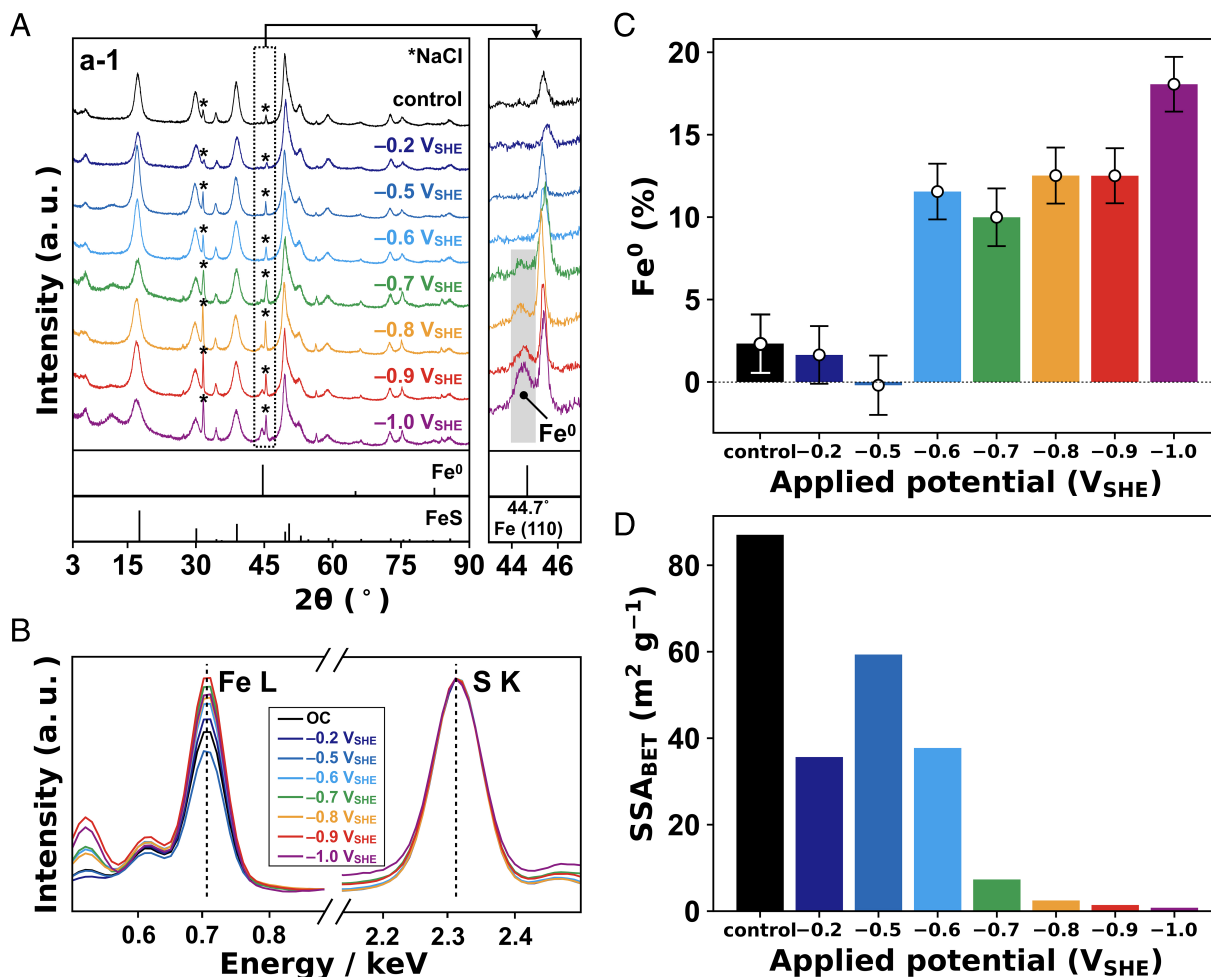 A
a-1
*NaCl
control
−0.2 VSHE
−0.5 VSHE
−0.6 VSHE
−0.7 VSHE
−0.8 VSHE
−0.9 VSHE
−1.0 VSHE
* *
* *
* *
* *
* *
* *
* *
* *
Fe⁰
FeS
Intensity (a. u.)
3 15 30 45 60 75 90
2θ (°)
Fe⁰
44.7°
Fe (110)
44 46
B
Intensity (a. u.)
Fe L
S K
OC
−0.2 VSHE
−0.5 VSHE
−0.6 VSHE
−0.7 VSHE
−0.8 VSHE
−0.9 VSHE
−1.0 VSHE
0.6 0.7 0.8 2.2 2.3 2.4
Energy / keV
C
Fe⁰ (%)
20
15
10
5
0
control −0.2 −0.5 −0.6 −0.7 −0.8 −0.9 −1.0
Applied potential (VSHE)
D
SSABET (m² g⁻¹)
80
60
40
20
0
control −0.2 −0.5 −0.6 −0.7 −0.8 −0.9 −1.0
Applied potential (VSHE)